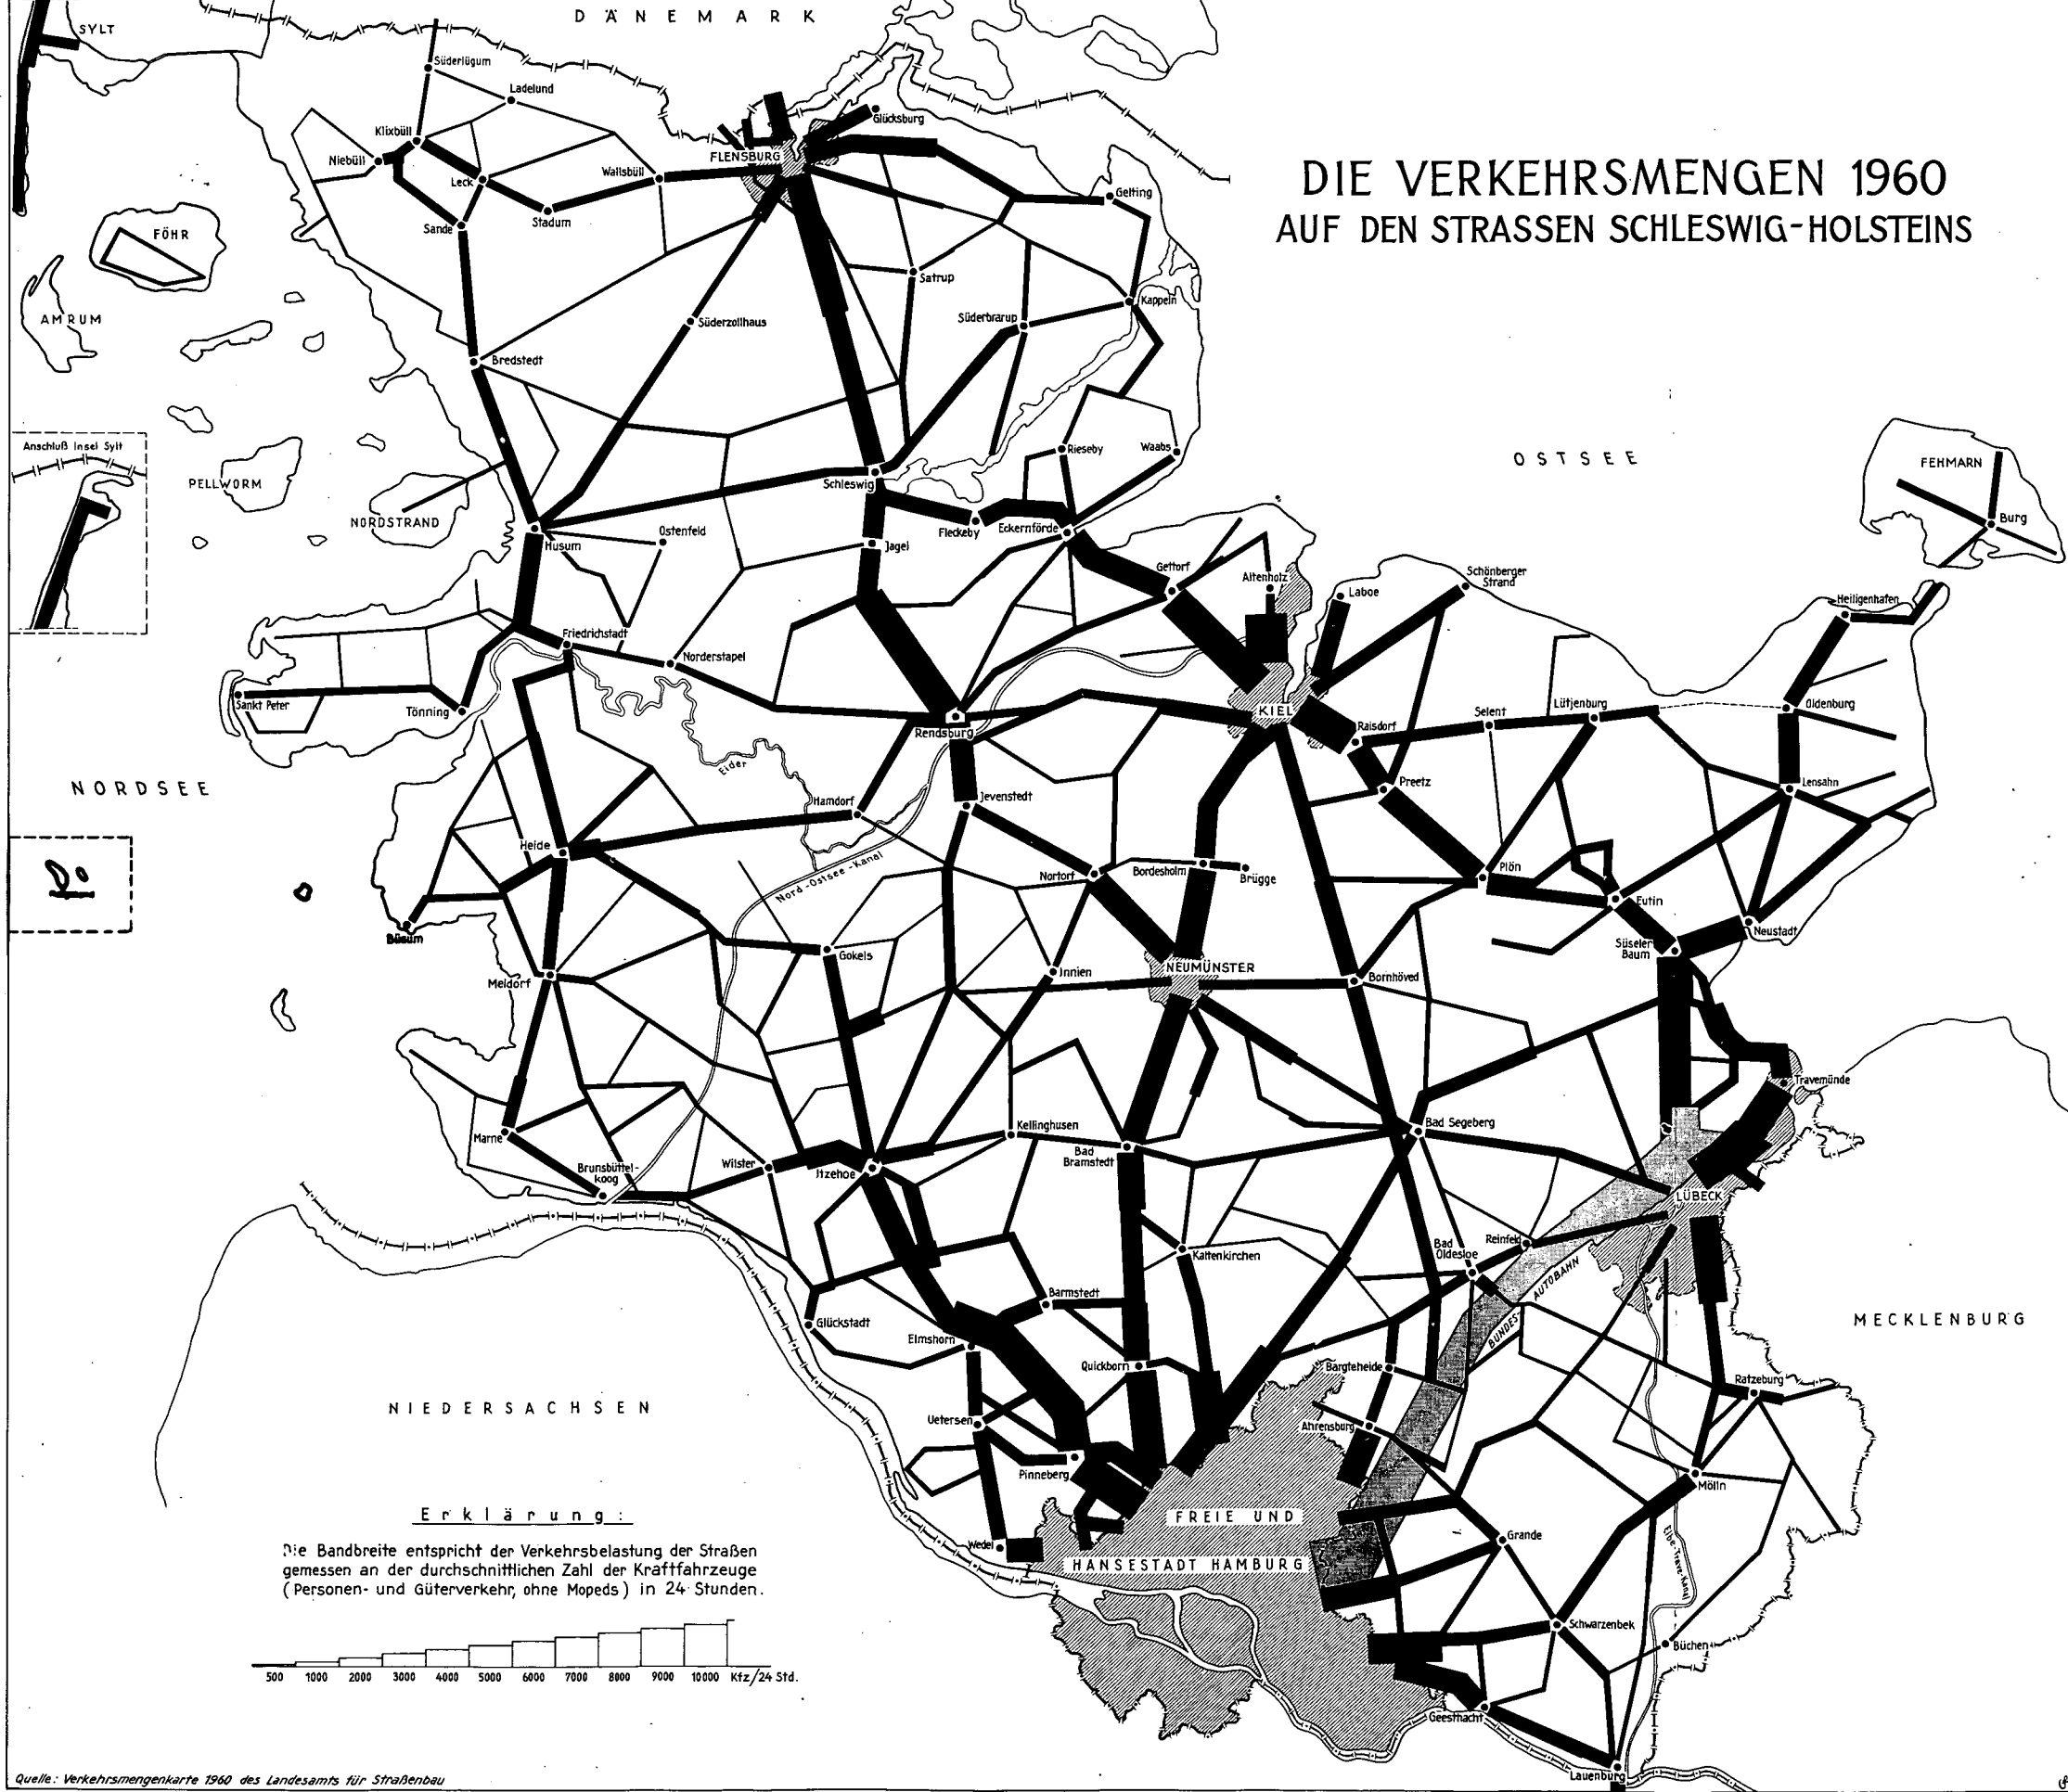 DÄNEMARK
SYLT
Süderlügum
Ladelund
Klixbüll
Niebüll
Leck
Sande
Stadum
Wallsbüll
FLENSBURG
Glücksburg
Gelting
DIE VERKEHRSMENGEN 1960
AUF DEN STRASSEN SCHLESWIG-HOLSTEINS
FÖHR
AMRUM
Satrup
Kappeln
Süderbrarup
Süderzollhaus
Bredstedt
Anschluß Insel Sylt
PELLWORM
NORDSTRAND
Rieseby
Waabs
OSTSEE
FEHMARN
Burg
Schleswig
Fleckeby
Eckernförde
Husum
Ostenfeld
Jagel
Gettorf
Altenholz
Laboe
Schönberger
Strand
Heiligenhafen
Friedrichstadt
Norderstapel
Sankt Peter
Tönning
Rendsburg
KIEL
Raisdorf
Selent
Lütjenburg
Oldenburg
NORDSEE
Eider
Hamdorf
Jevenstedt
Preetz
Lensahn
Heide
Nord-Ostsee-Kanal
Nortorf
Bordesholm
Brügge
Plön
Eutin
Büsum
Gokels
Süseler
Baum
Neustadt
Meldorf
Innien
NEUMÜNSTER
Bornhöved
Travemünde
Marne
Kellinghusen
Bad
Bramstedt
Bad Segeberg
Brunsbüttel-
koog
Wilster
Itzehoe
LÜBECK
Kaltenkirchen
Bad
Oldesloe
Reinfeld
BUNDES-
AUTOBAHN
Barmstedt
Glückstadt
Elmshorn
MECKLENBURG
Quickborn
Bargteheide
Ratzeburg
NIEDERSACHSEN
Uetersen
Ahrensburg
Pinneberg
Mölln
Wedel
FREIE UND
HANSESTADT HAMBURG
Grande
Elbe-Trave-Kanal
Schwarzenbek
Büchen
Geesthacht
Lauenburg
Erklärung:
Die Bandbreite entspricht der Verkehrsbelastung der Straßen
gemessen an der durchschnittlichen Zahl der Kraftfahrzeuge
(Personen- und Güterverkehr, ohne Mopeds) in 24 Stunden.
500 1000 2000 3000 4000 5000 6000 7000 8000 9000 10000 Kfz/24 Std.
Quelle: Verkehrsmengenkarte 1960 des Landesamts für Straßenbau